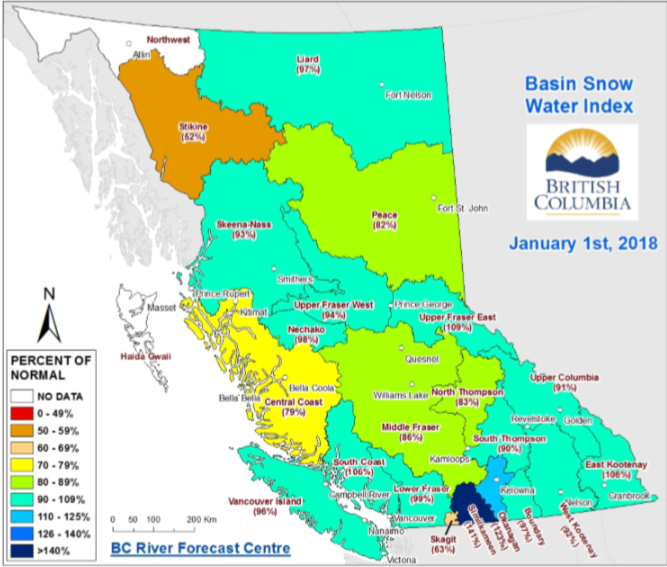 Northwest
Atlin
Liard
(97%)
Fort Nelson
Basin Snow
Water Index
BRITISH
COLUMBIA
January 1st, 2018
Stikine
(52%)
Peace
(82%)
Fort St. John
Skeena-Nass
(93%)
Smithers
N
Masset
Prince Rupert
Kitimat
Upper Fraser West
(94%)
Prince George
Upper Fraser East
(109%)
Nechako
(98%)
Haida Gwaii
Quesnel
Bella Coola
Bella Bella
Central Coast
(79%)
Williams Lake
North Thompson
(83%)
Upper Columbia
(91%)
Middle Fraser
(86%)
Revelstoke
Golden
South Thompson
(90%)
Kamloops
South Coast
(106%)
East Kootenay
(106%)
Campbell River
Lower Fraser
(99%)
Kelowna
Cranbrook
Nelson
Vancouver Island
(96%)
Vancouver
Nanaimo
Victoria
Skagit
(63%)
Similkameen
(141%)
Okanagan
(123%)
Boundary
(97%)
West Kootenay
(92%)
PERCENT OF
NORMAL
NO DATA
0 - 49%
50 - 59%
60 - 69%
70 - 79%
80 - 89%
90 - 109%
110 - 125%
126 - 140%
>140%
0 50 100 200 Km
BC River Forecast Centre